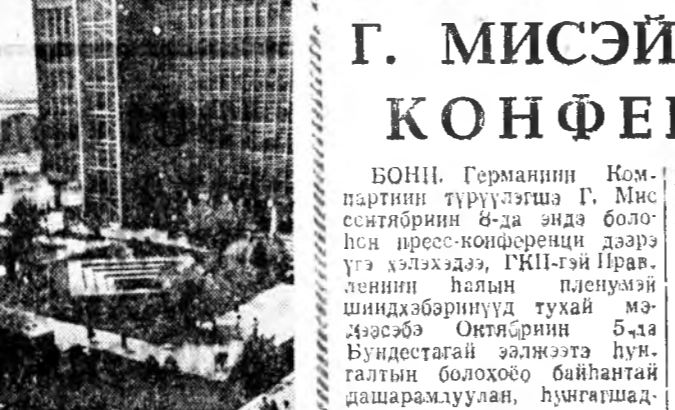 Г. МИСЭЙ
КОНФЕ
БОНН. Германиин Ком-
партиин түрүүлэгшэ Г. Мис
сентябриин 8-да эндэ боло-
һон пресс-конференци дээрэ
үгэ хэлэхэдээ, ГКП-гэй Прав-
лениин һаяын пленумэй
шиидхэбэринүүд тухай мэ-
дээсэбэ Октябриин 5-да
Бундестагай ээлжээтэ һун-
галтын болохоёо байһантай
дашарамдуулан, һунгагшад-